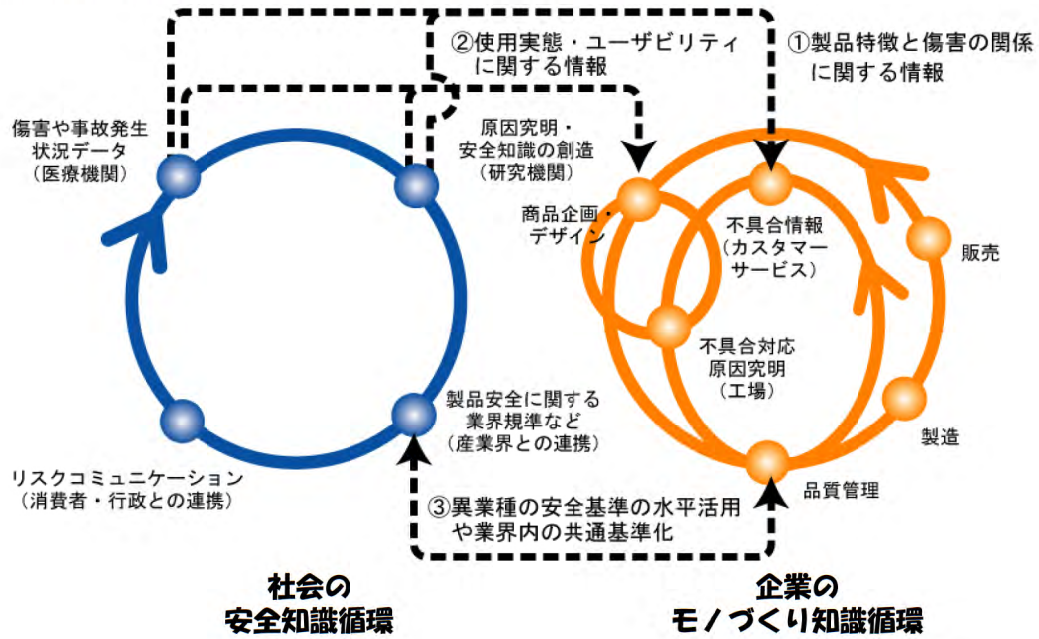 ②使用実態・ユーザビリティ
に関する情報
①製品特徴と傷害の関係
に関する情報
傷害や事故発生
状況データ
（医療機関）
原因究明・
安全知識の創造
（研究機関）
商品企画・
デザイン
不具合情報
（カスタマー
サービス）
販売
不具合対応
原因究明
（工場）
製品安全に関する
業界規準など
（産業界との連携）
製造
リスクコミュニケーション
（消費者・行政との連携）
品質管理
③異業種の安全基準の水平活用
や業界内の共通基準化
社会の
安全知識循環
企業の
モノづくり知識循環